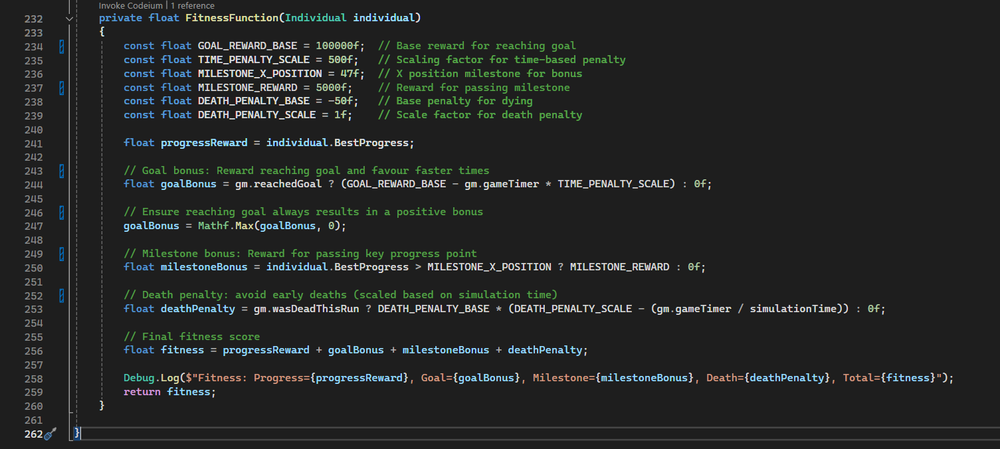 Invoke Codeium | 1 reference
232 private float FitnessFunction(Individual individual)
233 {
234 const float GOAL_REWARD_BASE = 100000f; // Base reward for reaching goal
235 const float TIME_PENALTY_SCALE = 500f; // Scaling factor for time-based penalty
236 const float MILESTONE_X_POSITION = 47f; // X position milestone for bonus
237 const float MILESTONE_REWARD = 5000f; // Reward for passing milestone
238 const float DEATH_PENALTY_BASE = -50f; // Base penalty for dying
239 const float DEATH_PENALTY_SCALE = 1f; // Scale factor for death penalty
240
241 float progressReward = individual.BestProgress;
242
243 // Goal bonus: Reward reaching goal and favour faster times
244 float goalBonus = gm.reachedGoal ? (GOAL_REWARD_BASE - gm.gameTimer * TIME_PENALTY_SCALE) : 0f;
245
246 // Ensure reaching goal always results in a positive bonus
247 goalBonus = Mathf.Max(goalBonus, 0);
248
249 // Milestone bonus: Reward for passing key progress point
250 float milestoneBonus = individual.BestProgress > MILESTONE_X_POSITION ? MILESTONE_REWARD : 0f;
251
252 // Death penalty: avoid early deaths (scaled based on simulation time)
253 float deathPenalty = gm.wasDeadThisRun ? DEATH_PENALTY_BASE * (DEATH_PENALTY_SCALE - (gm.gameTimer / simulationTime)) : 0f;
254
255 // Final fitness score
256 float fitness = progressReward + goalBonus + milestoneBonus + deathPenalty;
257
258 Debug.Log($"Fitness: Progress={progressReward}, Goal={goalBonus}, Milestone={milestoneBonus}, Death={deathPenalty}, Total={fitness}");
259 return fitness;
260 }
261
262 }